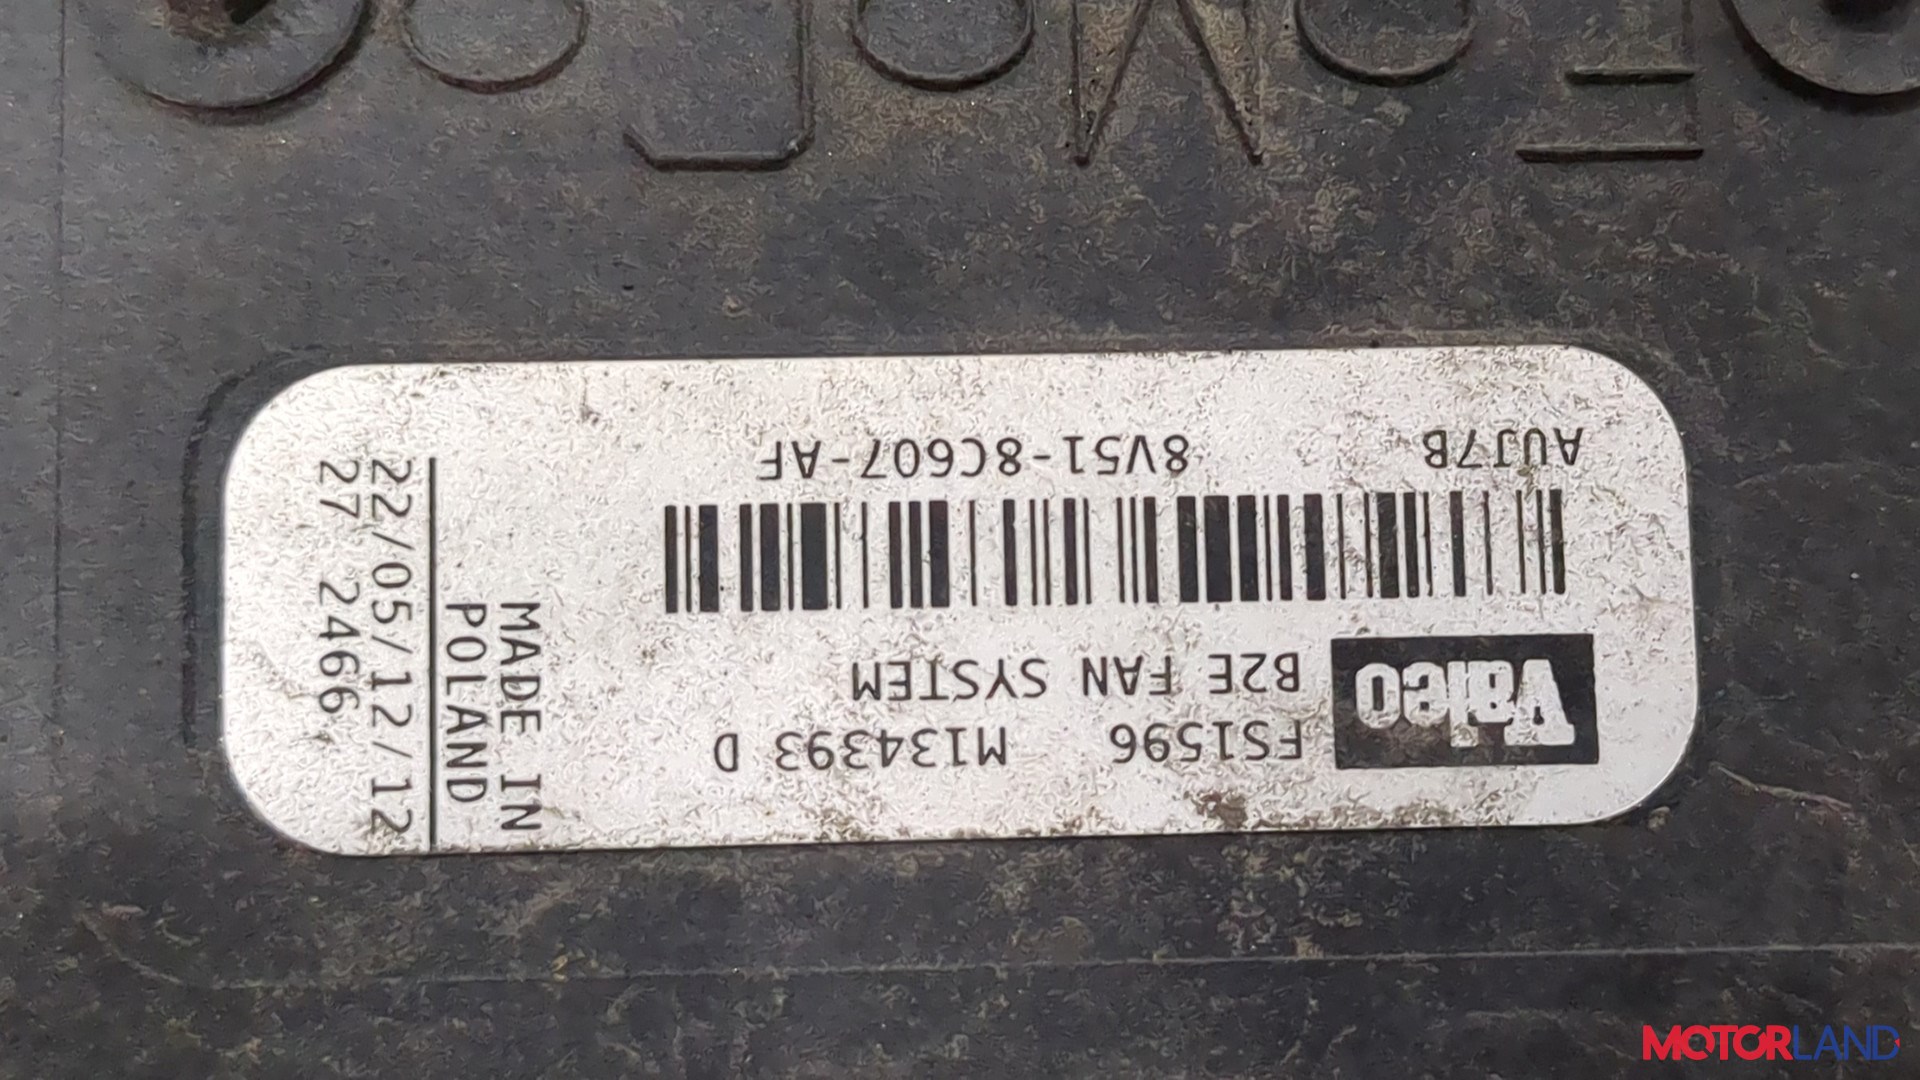 Valeo
FS1596 M134393 D
B2E FAN SYSTEM
AUJ7B 8V51-8C607-AF
MADE IN
POLAND
22/05/12/12
27 2466
MOTORLAND